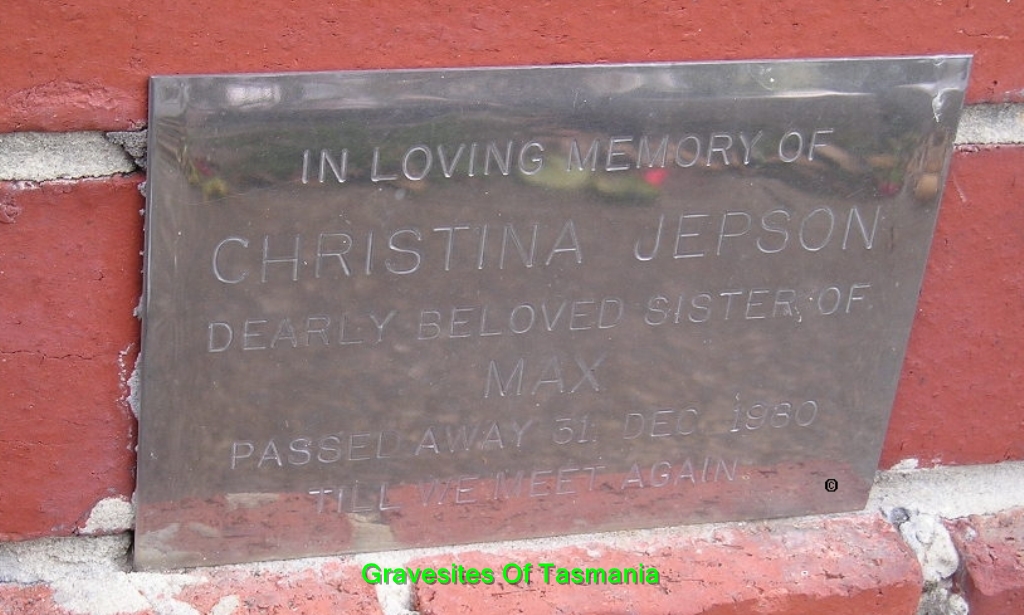 IN LOVING MEMORY OF
CHRISTINA JEPSON
DEARLY BELOVED SISTER OF
MAX
PASSED AWAY 31. DEC. 1980
TILL WE MEET AGAIN.
©
Gravesites Of Tasmania